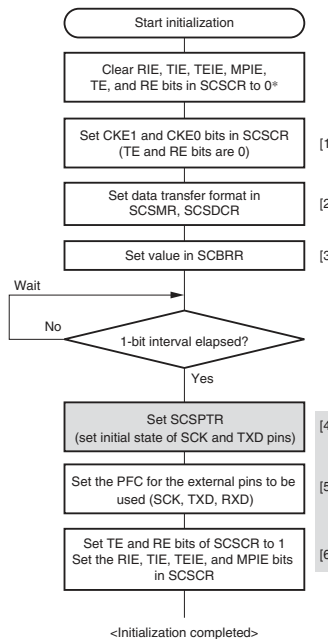 Start initialization
Clear RIE, TIE, TEIE, MPIE,
TE, and RE bits in SCSCR to 0*
Set CKE1 and CKE0 bits in SCSCR
(TE and RE bits are 0)
[1
Set data transfer format in
SCSMR, SCSDCR
[2
Set value in SCBRR
[3
Wait
No
1-bit interval elapsed?
Yes
Set SCSPTR
(set initial state of SCK and TXD pins)
[4
Set the PFC for the external pins to be
used (SCK, TXD, RXD)
[5
Set TE and RE bits of SCSCR to 1
Set the RIE, TIE, TEIE, and MPIE bits
in SCSCR
[6
<Initialization completed>